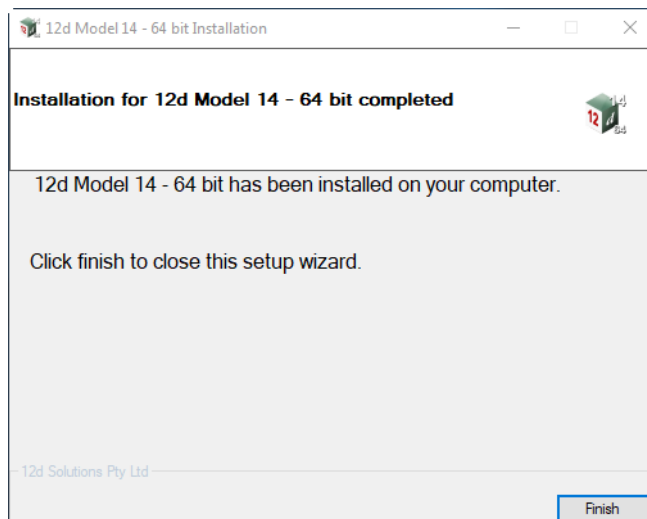 12d Model 14 - 64 bit Installation
Installation for 12d Model 14 - 64 bit completed
14
12 d
64
12d Model 14 - 64 bit has been installed on your computer.
Click finish to close this setup wizard.
12d Solutions Pty Ltd
Finish